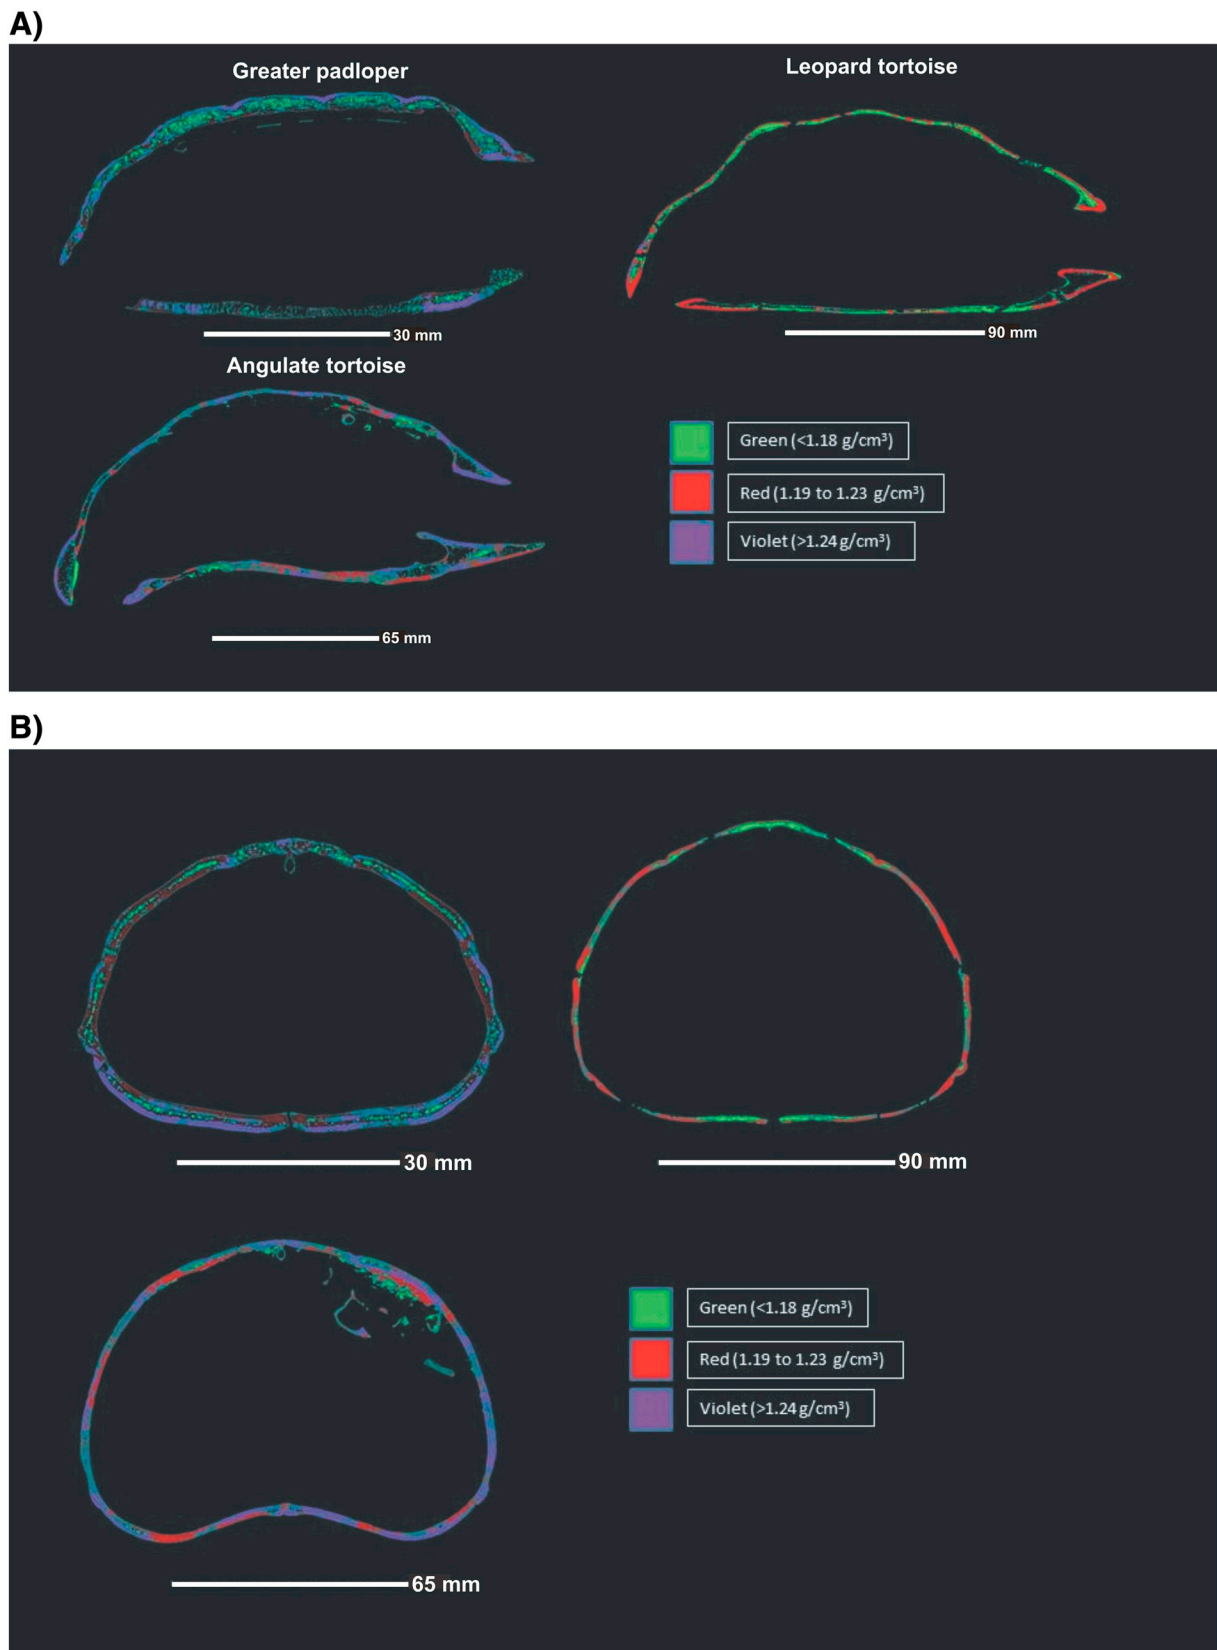 A)
Greater padloper
Leopard tortoise
30 mm
90 mm
Angulate tortoise
Green (<1.18 g/cm³)
Red (1.19 to 1.23 g/cm³)
Violet (>1.24 g/cm³)
65 mm
B)
30 mm
90 mm
Green (<1.18 g/cm³)
Red (1.19 to 1.23 g/cm³)
Violet (>1.24 g/cm³)
65 mm